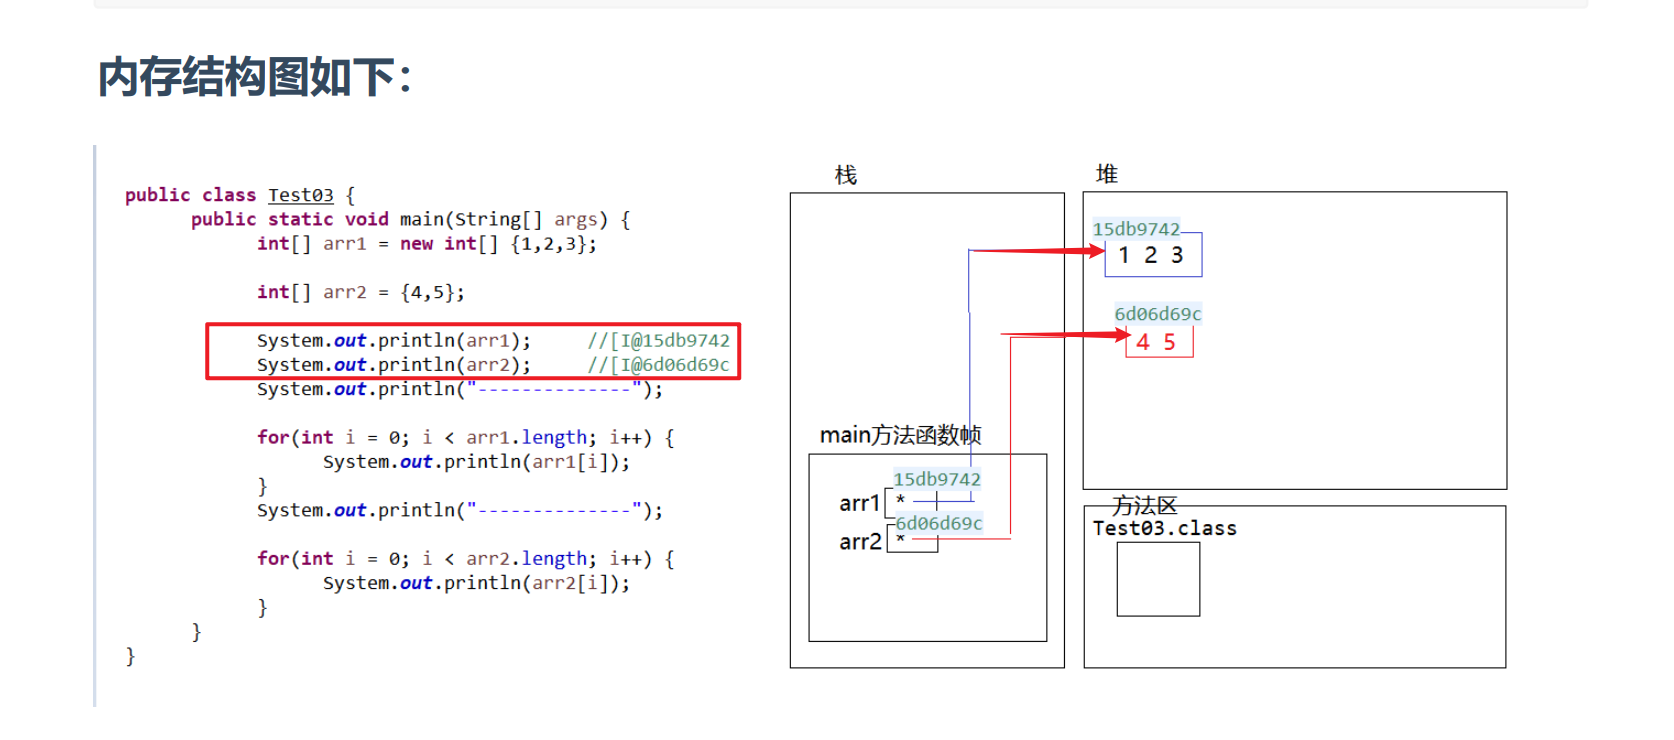 内存结构图如下：
public class Test03 {
public static void main(String[] args) {
int[] arr1 = new int[] {1,2,3};
int[] arr2 = {4,5};
System.out.println(arr1); //[I@15db9742
System.out.println(arr2); //[I@6d06d69c
System.out.println("--------------");
for(int i = 0; i < arr1.length; i++) {
System.out.println(arr1[i]);
}
System.out.println("--------------");
for(int i = 0; i < arr2.length; i++) {
System.out.println(arr2[i]);
}
}
}
栈
main方法函数帧
15db9742
arr1 *
6d06d69c
arr2 *
堆
15db9742
1 2 3
6d06d69c
4 5
方法区
Test03.class